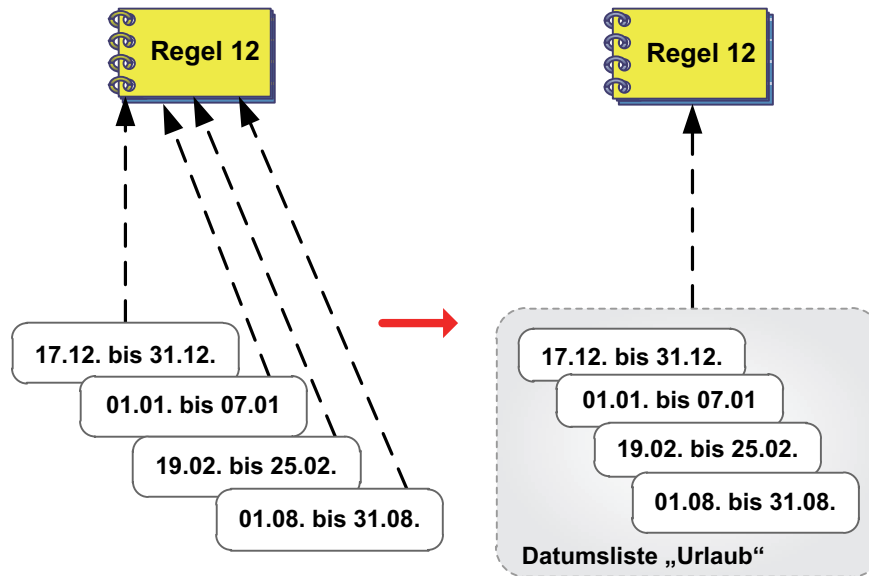 Regel 12
17.12. bis 31.12.
01.01. bis 07.01
19.02. bis 25.02.
01.08. bis 31.08.
Regel 12
17.12. bis 31.12.
01.01. bis 07.01
19.02. bis 25.02.
01.08. bis 31.08.
Datumsliste „Urlaub“